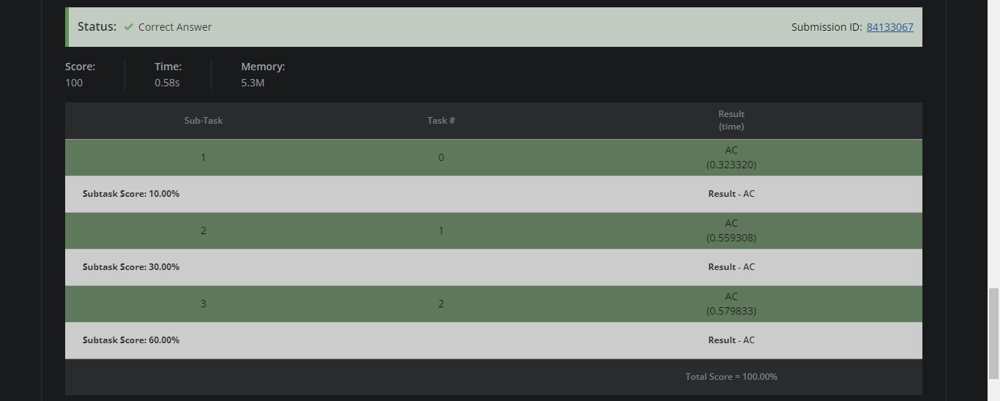 Status: Correct Answer Submission ID: 84133067
Score: Time: Memory:
100 0.58s 5.3M
Sub-Task Task # Result
(time)
1 0 AC
(0.323320)
Subtask Score: 10.00% Result - AC
2 1 AC
(0.559308)
Subtask Score: 30.00% Result - AC
3 2 AC
(0.579833)
Subtask Score: 60.00% Result - AC
Total Score = 100.00%